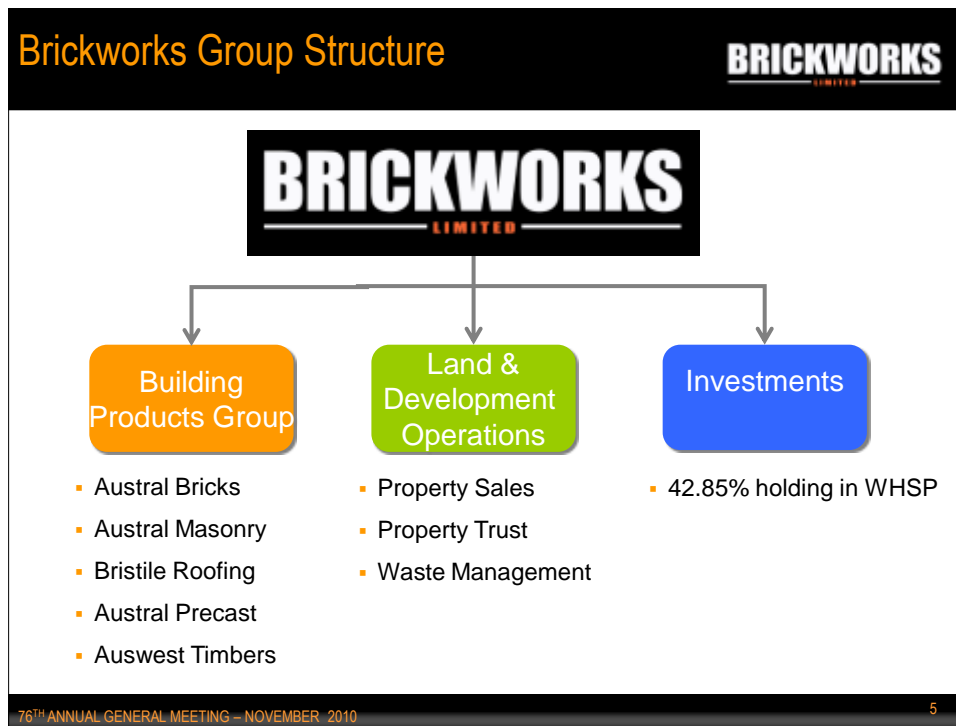 Brickworks Group Structure
BRICKWORKS
LIMITED
BRICKWORKS
LIMITED
Building
Products Group
Land &
Development
Operations
Investments
▪ Austral Bricks
▪ Austral Masonry
▪ Bristile Roofing
▪ Austral Precast
▪ Auswest Timbers
▪ Property Sales
▪ Property Trust
▪ Waste Management
▪ 42.85% holding in WHSP
76TH ANNUAL GENERAL MEETING – NOVEMBER 2010
5